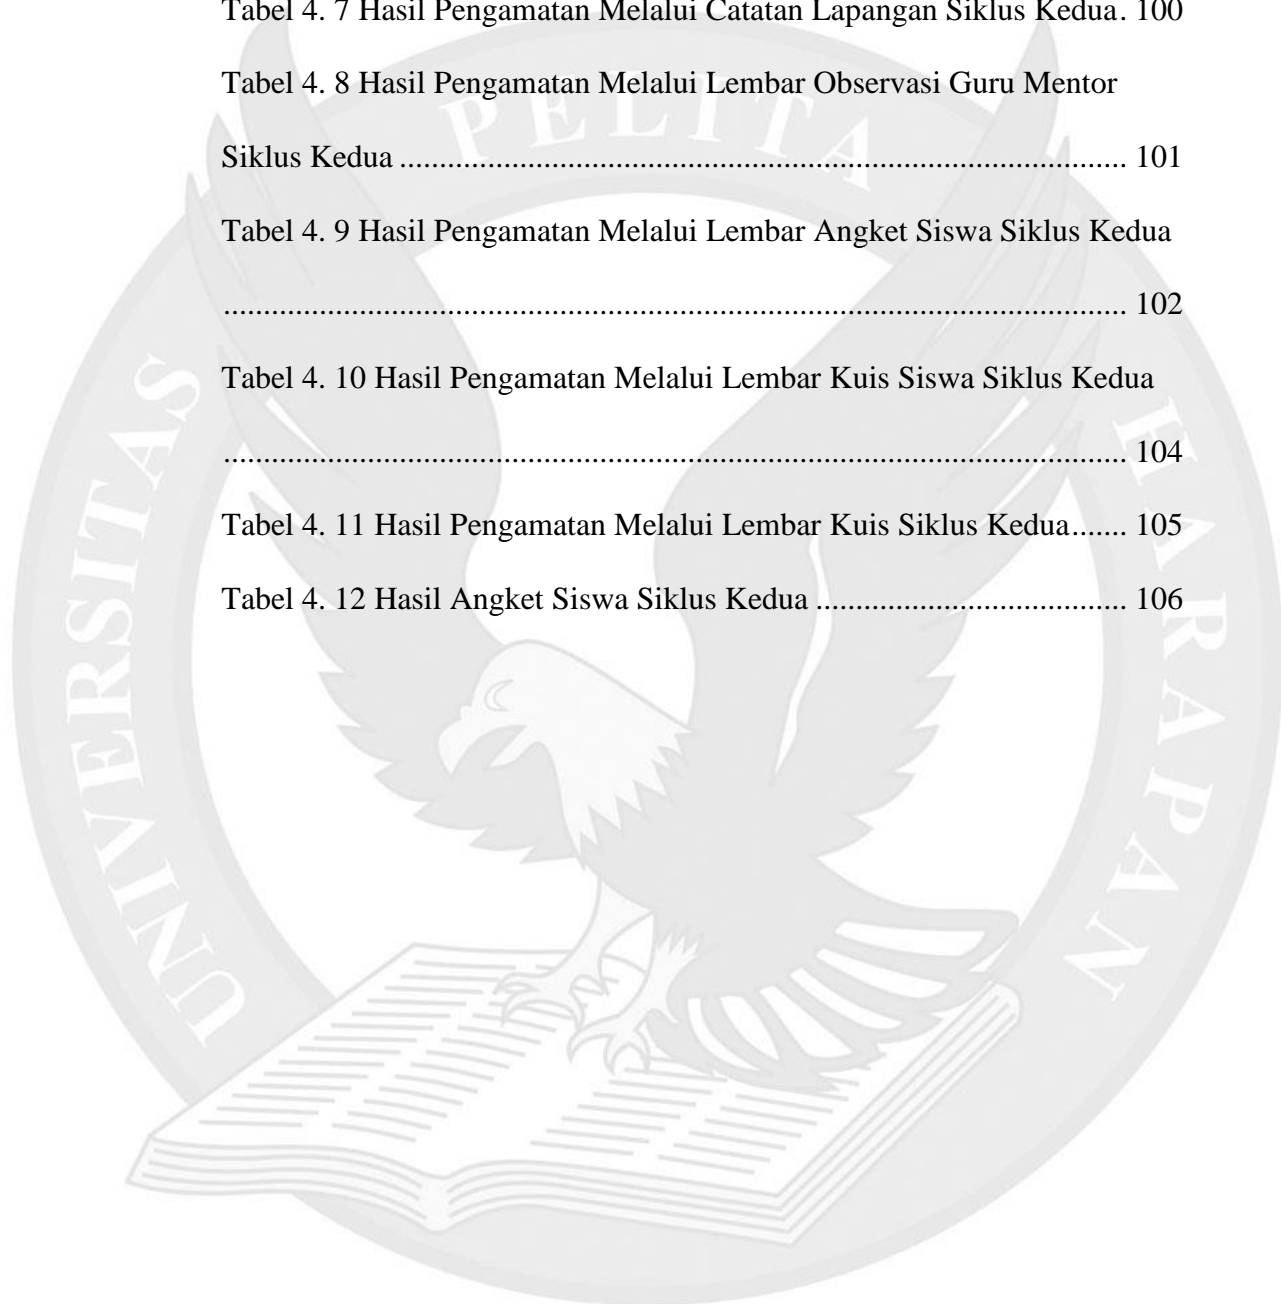 Tabel 4. 7 Hasil Pengamatan Melalui Catatan Lapangan Siklus Kedua. 100
Tabel 4. 8 Hasil Pengamatan Melalui Lembar Observasi Guru Mentor
Siklus Kedua ............................................................................................ 101
Tabel 4. 9 Hasil Pengamatan Melalui Lembar Angket Siswa Siklus Kedua
.................................................................................................................. 102
Tabel 4. 10 Hasil Pengamatan Melalui Lembar Kuis Siswa Siklus Kedua
.................................................................................................................. 104
Tabel 4. 11 Hasil Pengamatan Melalui Lembar Kuis Siklus Kedua....... 105
Tabel 4. 12 Hasil Angket Siswa Siklus Kedua ....................................... 106
UNIVERSITAS PELITA HARAPAN